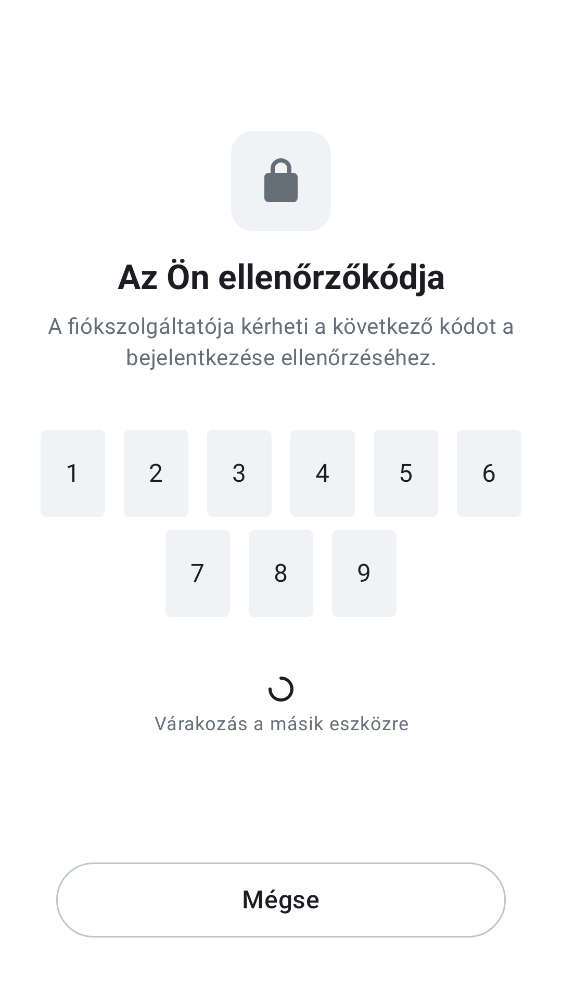 Az Ön ellenőrzőkódja
A fiókszolgáltatója kérheti a következő kódot a
bejelentkezése ellenőrzéséhez.
1 2 3 4 5 6
7 8 9
Várakozás a másik eszközre
Mégse